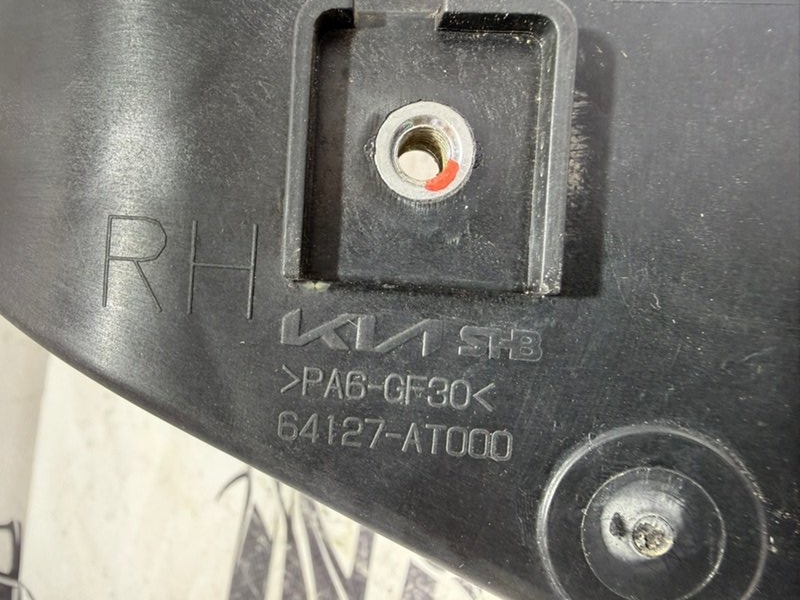 RH
KIA SHB
>PA6-GF30<
64127-AT000